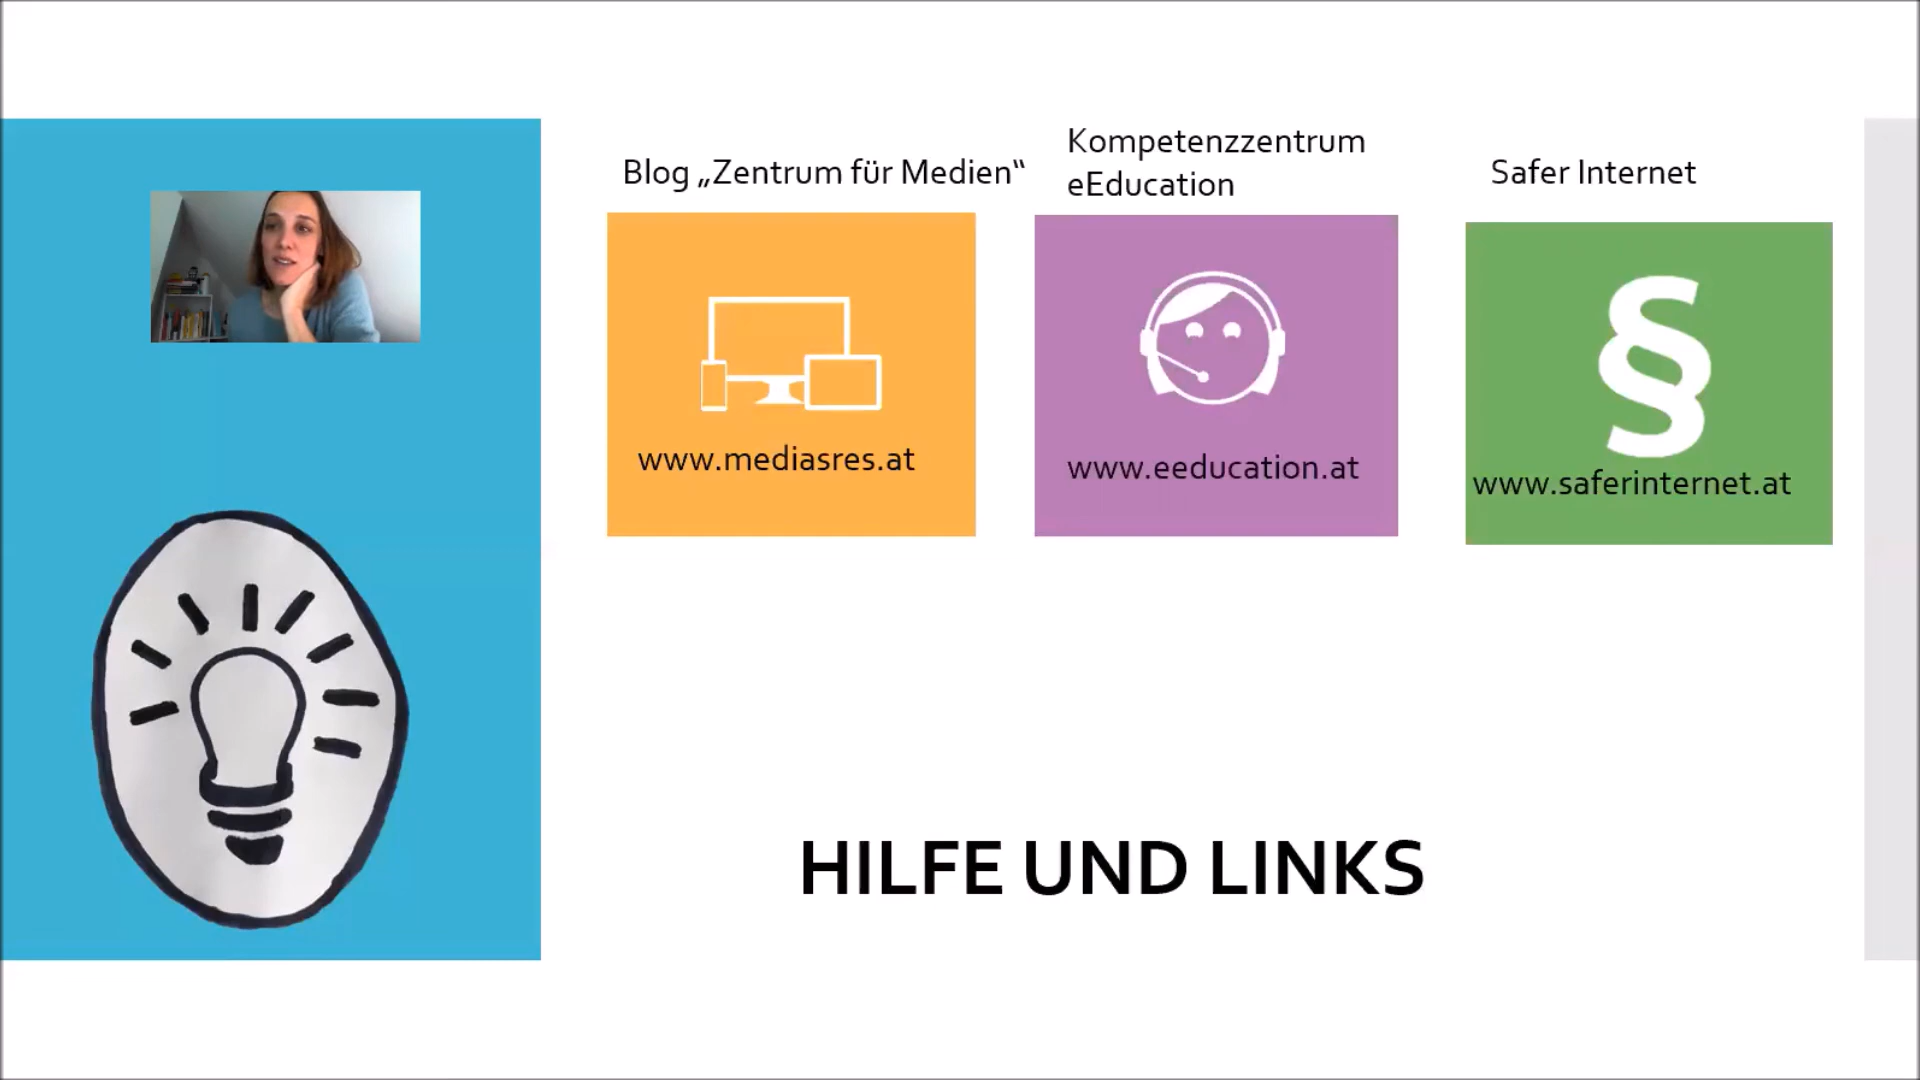 Blog „Zentrum für Medien“
www.mediasres.at
Kompetenzzentrum
eEducation
www.eeducation.at
Safer Internet
§
www.saferinternet.at
HILFE UND LINKS